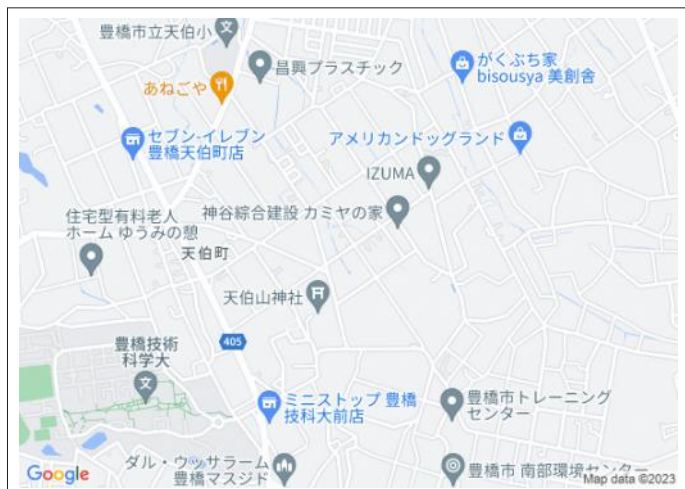 豊橋市立天伯小
昌興プラスチック
がくぶち家
bisousya 美創舎
あねごや
セブン-イレブン
豊橋天伯町店
アメリカンドッグランド
IZUMA
神谷綜合建設 カミヤの家
住宅型有料老人
ホーム ゆうみの憩
天伯町
天伯山神社
405
豊橋技術
科学大
ミニストップ 豊橋
技科大前店
豊橋市トレーニング
センター
ダル・ウッサラーム
豊橋マスジド
豊橋市 南部環境センター
Google
Map data ©2023